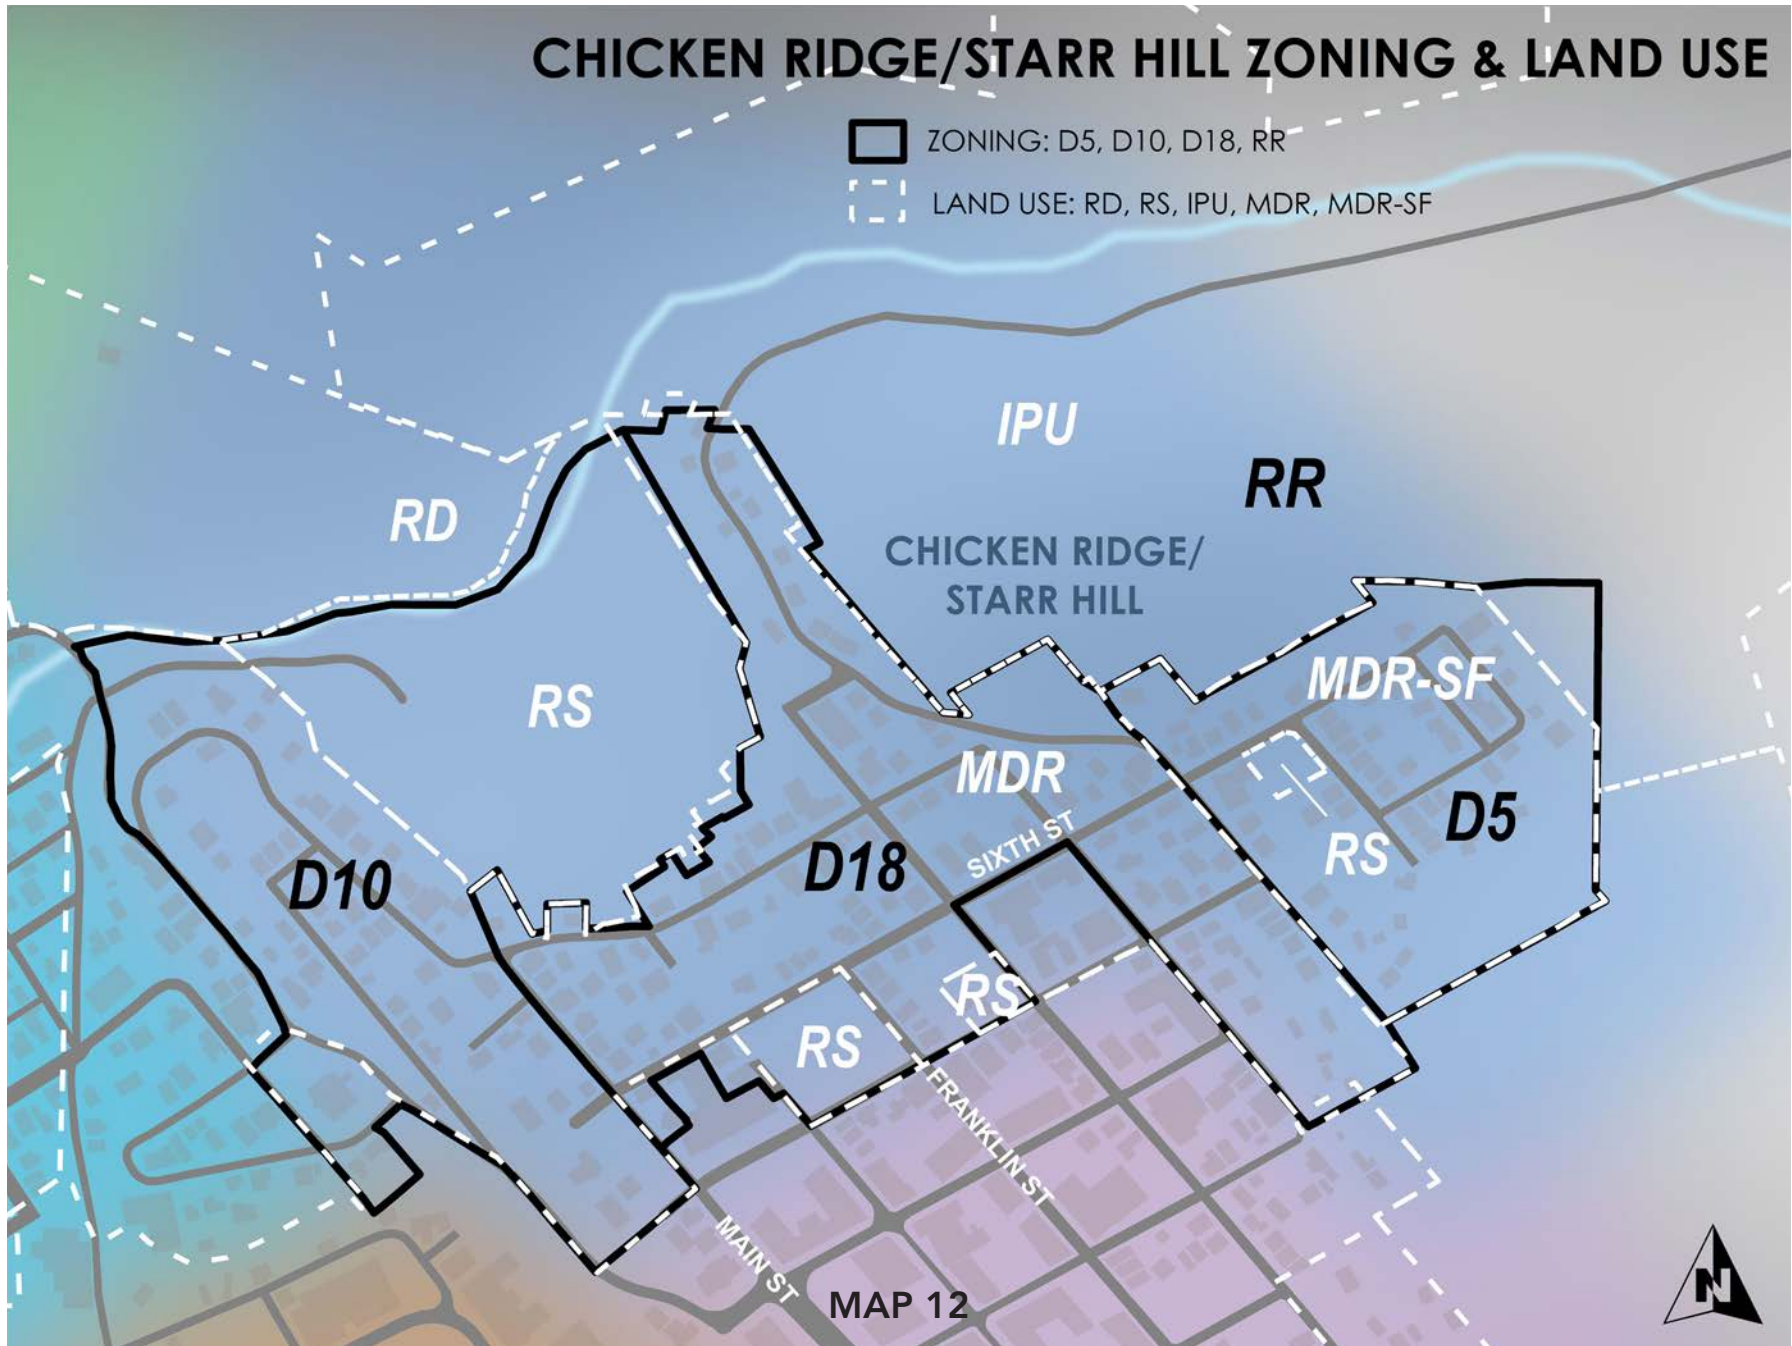 CHICKEN RIDGE/STARR HILL ZONING & LAND USE
ZONING: D5, D10, D18, RR
LAND USE: RD, RS, IPU, MDR, MDR-SF
IPU
RR
RD
CHICKEN RIDGE/
STARR HILL
MDR-SF
RS
MDR
D5
SIXTH ST
RS
D18
D10
RS
RS
FRANKLIN ST
MAIN ST
MAP 12
N